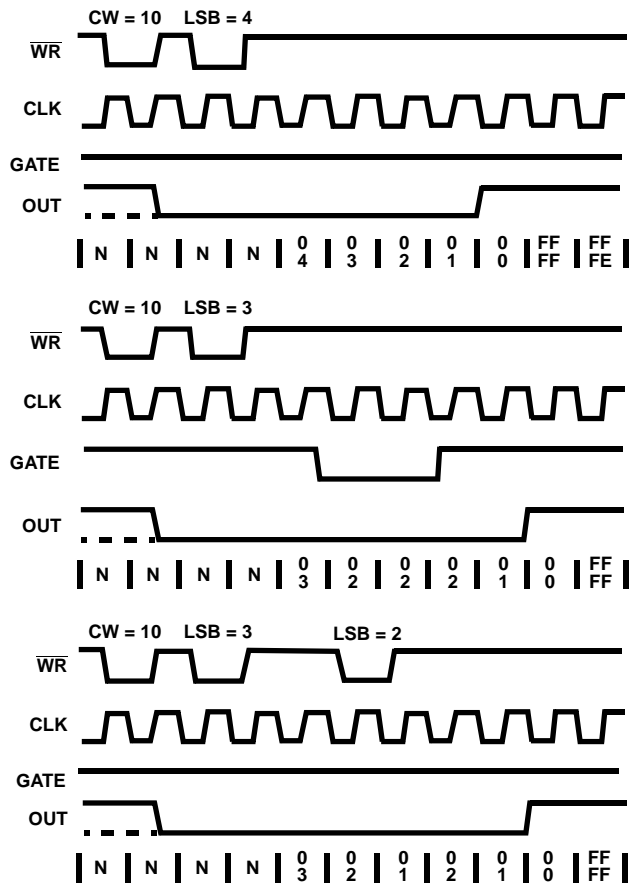 CW = 10 LSB = 4
WR
CLK
GATE
OUT
N N N N 0 0 0 0 0 FF FF
4 3 2 1 0 FF FE
CW = 10 LSB = 3
WR
CLK
GATE
OUT
N N N N 0 0 0 0 0 0 FF
3 2 2 2 1 0 FF
CW = 10 LSB = 3 LSB = 2
WR
CLK
GATE
OUT
N N N N 0 0 0 0 0 0 FF
3 2 1 2 1 0 FF